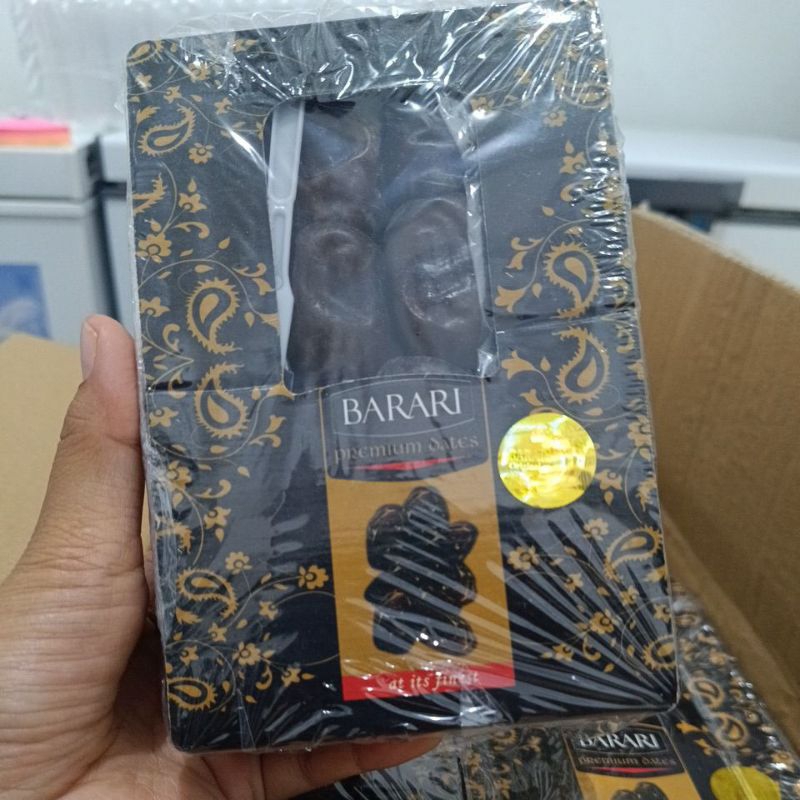 BARARI
premium dates
at its finest
BARARI
premium dates